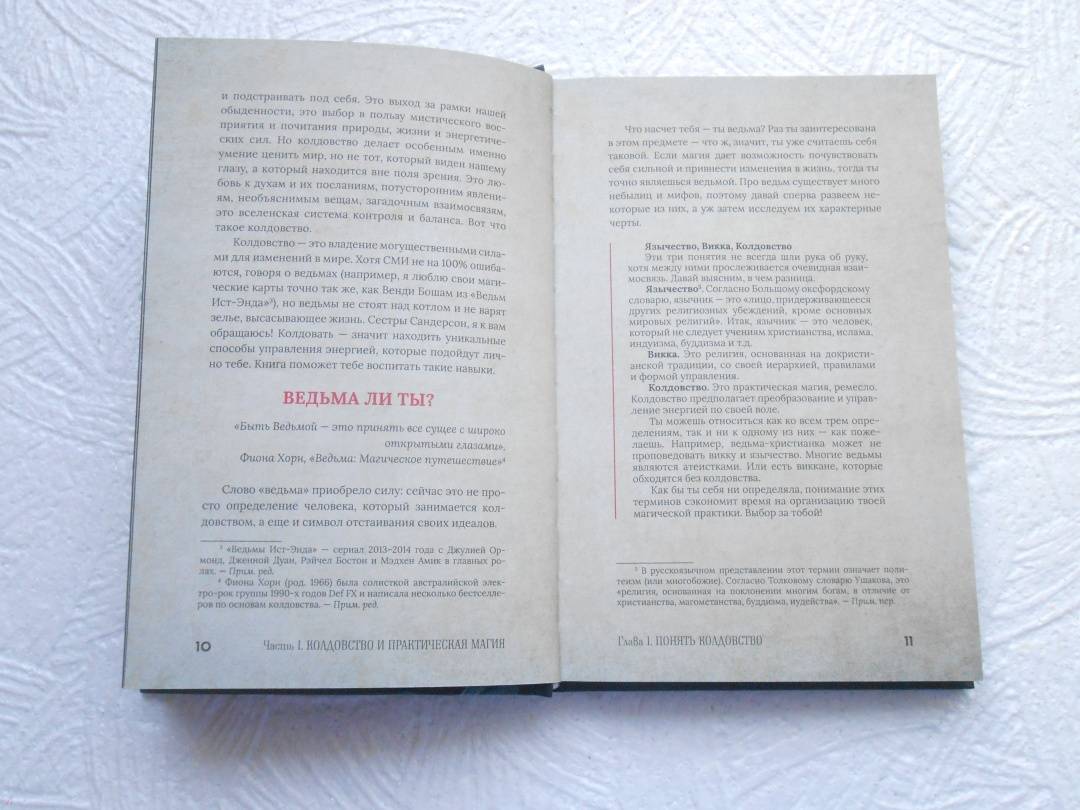 и подстраивать под себя. Это выход за рамки нашей
обыденности, это выбор в пользу мистического вос-
приятия и почитания природы, жизни и энергетиче-
ских сил. Но колдовство делает особенным именно
умение ценить мир, но не тот, который виден нашему
глазу, а который находится вне поля зрения. Это лю-
бовь к духам и их посланиям, потусторонним явлени-
ям, необъяснимым вещам, загадочным взаимосвязям,
это вселенская система контроля и баланса. Вот что
такое колдовство.
Колдовство — это владение могущественными сила-
ми для изменений в мире. Хотя СМИ не на 100% ошиба-
ются, говоря о ведьмах (например, я люблю свои маги-
ческие карты точно так же, как Венди Бошам из «Ведьм
Ист-Энда»³), но ведьмы не стоят над котлом и не варят
зелье, высасывающее жизнь. Сестры Сандерсон, я к вам
обращаюсь! Колдовать — значит находить уникальные
способы управления энергией, которые подойдут лич-
но тебе. Книга поможет тебе воспитать такие навыки.
ВЕДЬМА ЛИ ТЫ?
«Быть Ведьмой — это принять все сущее с широко
открытыми глазами».
Фиона Хорн, «Ведьма: Магическое путешествие»⁴
Слово «ведьма» приобрело силу: сейчас это не про-
сто определение человека, который занимается кол-
довством, а еще и символ отстаивания своих идеалов.
³ «Ведьмы Ист-Энда» — сериал 2013–2014 года с Джулией Ор-
монд, Дженной Дуан, Рэйчел Бостон и Мэдхен Амик в главных ро-
лях. — Прим. ред.
⁴ Фиона Хорн (род. 1966) была солисткой австралийской элек-
тро-рок группы 1990-х годов Def FX и написала несколько бестселле-
ров по основам колдовства. — Прим. ред.
10 Часть I. КОЛДОВСТВО И ПРАКТИЧЕСКАЯ МАГИЯ
Что насчет тебя — ты ведьма? Раз ты заинтересована
в этом предмете — что ж, значит, ты уже считаешь себя
таковой. Если магия дает возможность почувствовать
себя сильной и привнести изменения в жизнь, тогда ты
точно являешься ведьмой. Про ведьм существует много
небылиц и мифов, поэтому давай сперва развеем не-
которые из них, а уж затем исследуем их характерные
черты.
Язычество, Викка, Колдовство
Эти три понятия не всегда шли рука об руку,
хотя между ними прослеживается очевидная взаи-
мосвязь. Давай выясним, в чем разница.
Язычество⁵. Согласно Большому оксфордскому
словарю, язычник — это «лицо, придерживающееся
других религиозных убеждений, кроме основных
мировых религий». Итак, язычник — это человек,
который не следует учениям христианства, ислама,
индуизма, буддизма и т.д.
Викка. Это религия, основанная на дохристи-
анской традиции, со своей иерархией, правилами
и формой управления.
Колдовство. Это практическая магия, ремесло.
Колдовство предполагает преобразование и управ-
ление энергией по своей воле.
Ты можешь относиться как ко всем трем опре-
делениям, так и ни к одному из них — как поже-
лаешь. Например, ведьма-христианка может не
проповедовать викку и язычество. Многие ведьмы
являются атеистками. Или есть виккане, которые
обходятся без колдовства.
Как бы ты себя ни определяла, понимание этих
терминов сэкономит время на организацию твоей
магической практики. Выбор за тобой!
⁵ В русскоязычном представлении этот термин означает поли-
теизм (или многобожие). Согласно Толковому словарю Ушакова, это
«религия, основанная на поклонении многим богам, в отличие от
христианства, магометанства, буддизма, иудейства». — Прим. пер.
Глава 1. ПОНЯТЬ КОЛДОВСТВО 11